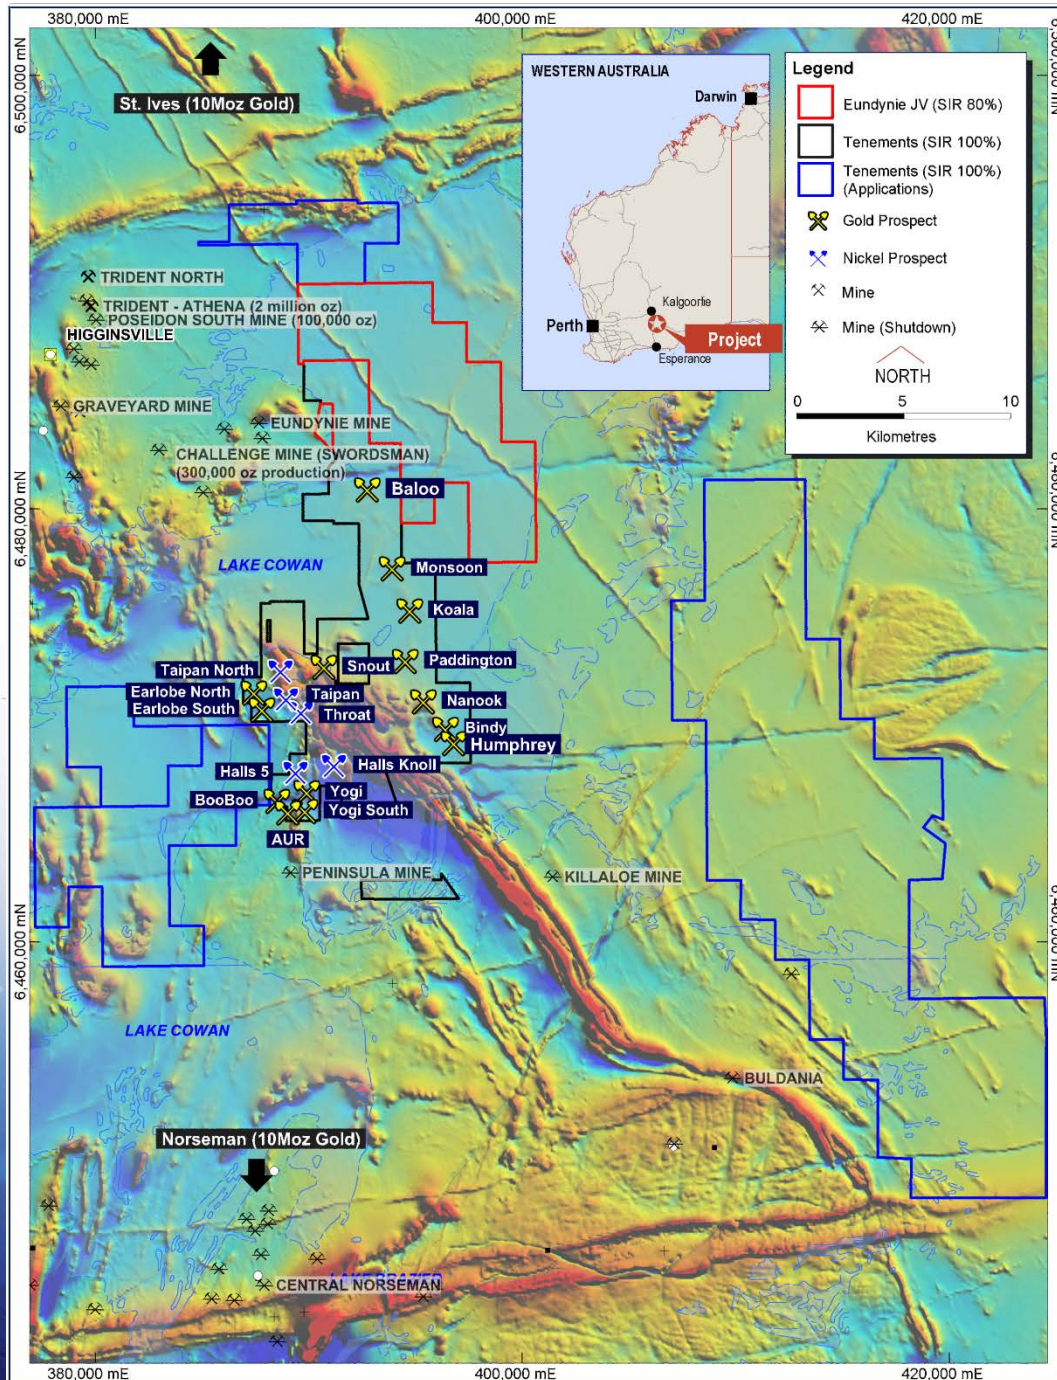 380,000 mE
400,000 mE
420,000 mE
6,500,000 mN
St. Ives (10Moz Gold)
WESTERN AUSTRALIA
Darwin
Kalgoorlie
Perth
Project
Esperance
Legend
Eundynie JV (SIR 80%)
Tenements (SIR 100%)
Tenements (SIR 100%)
(Applications)
Gold Prospect
Nickel Prospect
Mine
Mine (Shutdown)
NORTH
0
5
10
Kilometres
TRIDENT NORTH
TRIDENT - ATHENA (2 million oz)
POSEIDON SOUTH MINE (100,000 oz)
HIGGINSVILLE
GRAVEYARD MINE
EUNDYNIE MINE
CHALLENGE MINE (SWORDSMAN)
(300,000 oz production)
Baloo
6,480,000 mN
LAKE COWAN
Monsoon
Koala
Paddington
Snout
Taipan North
Earlobe North
Taipan
Earlobe South
Throat
Nanook
Bindy
Humphrey
Halls 5
Halls Knoll
BooBoo
Yogi
Yogi South
AUR
PENINSULA MINE
KILLALOE MINE
6,460,000 mN
LAKE COWAN
BULDANIA
Norseman (10Moz Gold)
CENTRAL NORSEMAN
380,000 mE
400,000 mE
420,000 mE